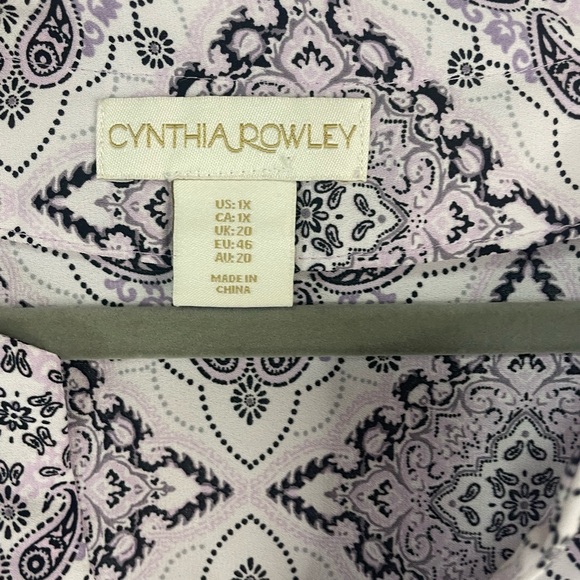 CYNTHIA ROWLEY
US: 1X
CA: 1X
UK: 20
EU: 46
AU: 20
MADE IN
CHINA